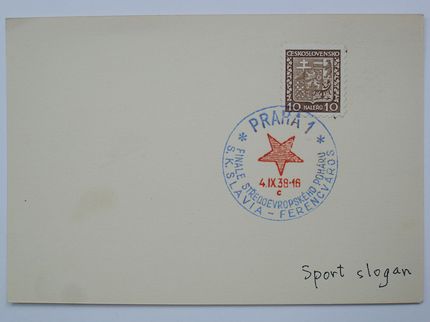 ČESKOSLOVENSKO
10 HALÉŘŮ 10
* PRAHA 1 *
FINALE STŘEDOEVROPSKÉHO POHÁRU
4.IX 38-16
c
S.K. SLAVIA - FERENCVÁROS
Sport slogan